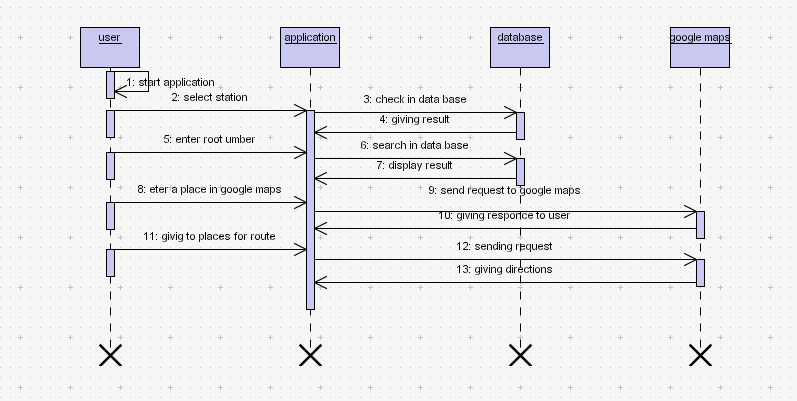 user
application
database
google maps
1: start application
2: select station
3: check in data base
4: giving result
5: enter root umber
6: search in data base
7: display result
8: eter a place in google maps
9: send request to google maps
10: giving responce to user
11: givig to places for route
12: sending request
13: giving directions